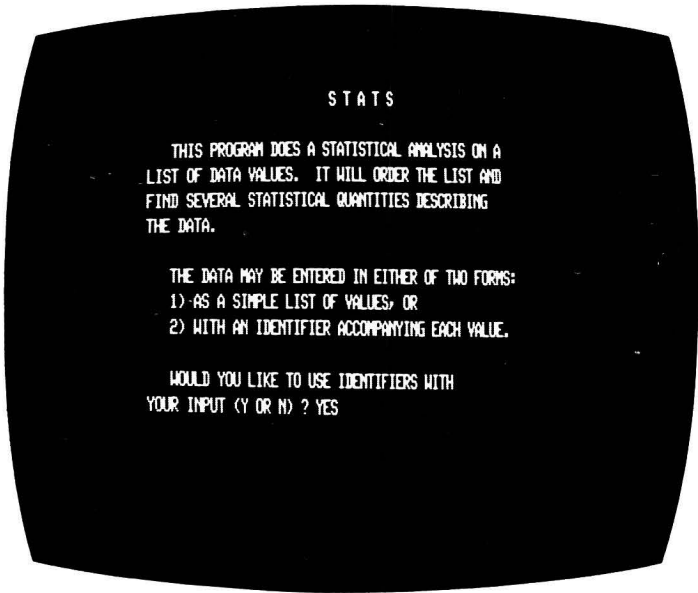 S T A T S
THIS PROGRAM DOES A STATISTICAL ANALYSIS ON A
LIST OF DATA VALUES. IT WILL ORDER THE LIST AND
FIND SEVERAL STATISTICAL QUANTITIES DESCRIBING
THE DATA.
THE DATA MAY BE ENTERED IN EITHER OF TWO FORMS:
1) AS A SIMPLE LIST OF VALUES, OR
2) WITH AN IDENTIFIER ACCOMPANYING EACH VALUE.
WOULD YOU LIKE TO USE IDENTIFIERS WITH
YOUR INPUT (Y OR N) ? YES